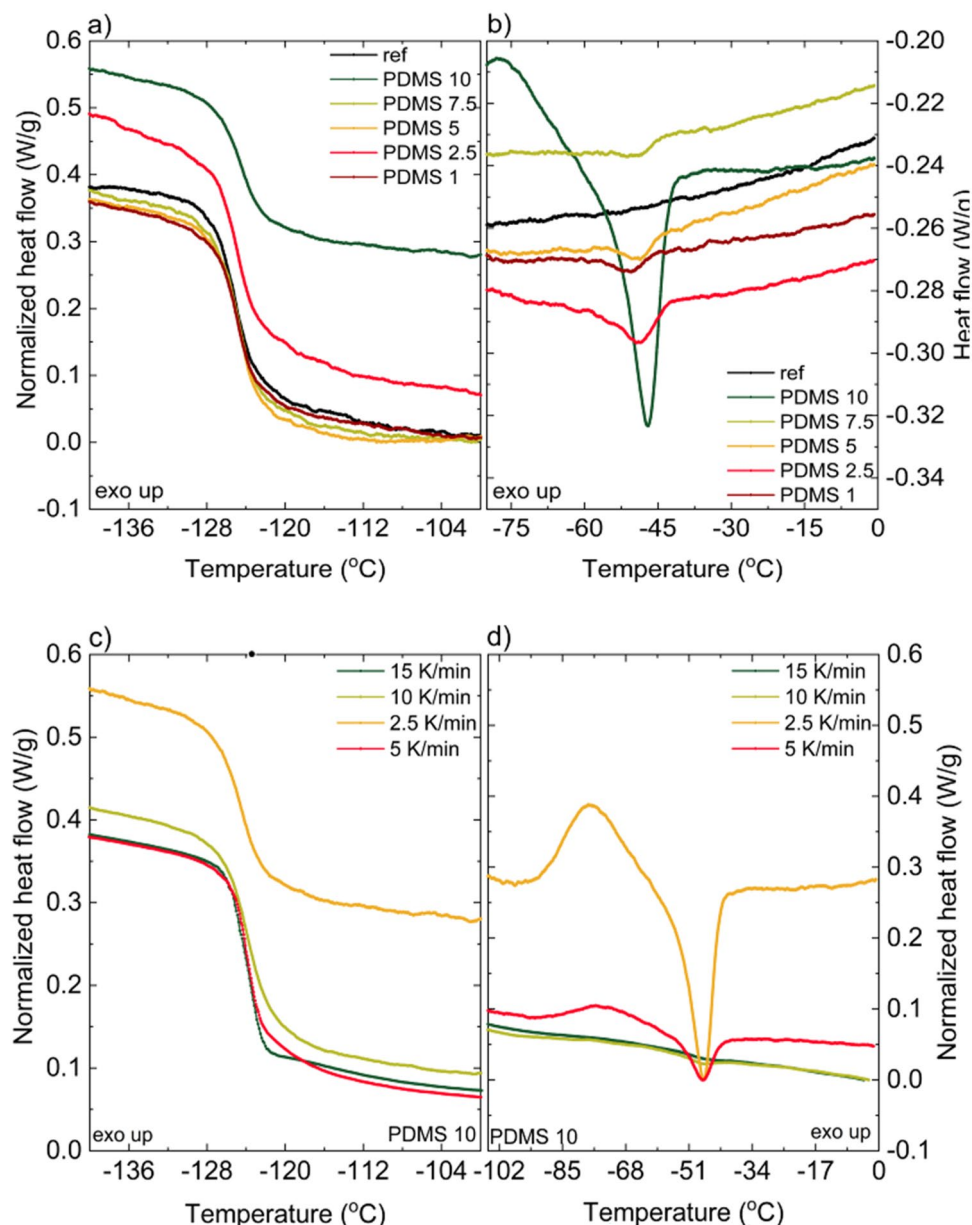 a)
0.6
0.5
0.4
0.3
0.2
0.1
0.0
-0.1
Normalized heat flow (W/g)
ref
PDMS 10
PDMS 7.5
PDMS 5
PDMS 2.5
PDMS 1
exo up
-136
-128
-120
-112
-104
Temperature (°C)
b)
-0.20
-0.22
-0.24
-0.26
-0.28
-0.30
-0.32
-0.34
Heat flow (W/g)
ref
PDMS 10
PDMS 7.5
PDMS 5
PDMS 2.5
PDMS 1
exo up
-75
-60
-45
-30
-15
0
Temperature (°C)
c)
0.6
0.5
0.4
0.3
0.2
0.1
0.0
Normalized heat flow (W/g)
15 K/min
10 K/min
2.5 K/min
5 K/min
exo up
PDMS 10
-136
-128
-120
-112
-104
Temperature (°C)
d)
0.6
0.5
0.4
0.3
0.2
0.1
0.0
-0.1
Normalized heat flow (W/g)
15 K/min
10 K/min
2.5 K/min
5 K/min
PDMS 10
exo up
-102
-85
-68
-51
-34
-17
0
Temperature (°C)